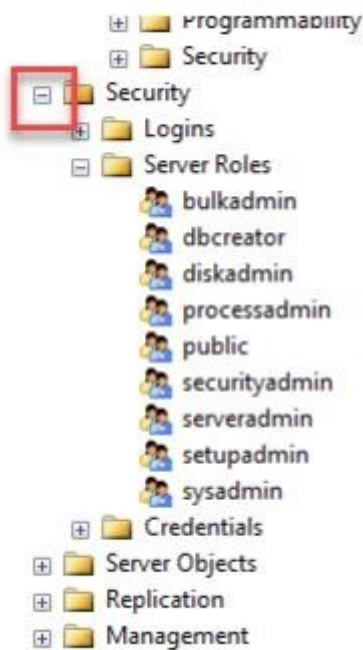 Programmability
Security
Security
Logins
Server Roles
bulkadmin
dbcreator
diskadmin
processadmin
public
securityadmin
serveradmin
setupadmin
sysadmin
Credentials
Server Objects
Replication
Management